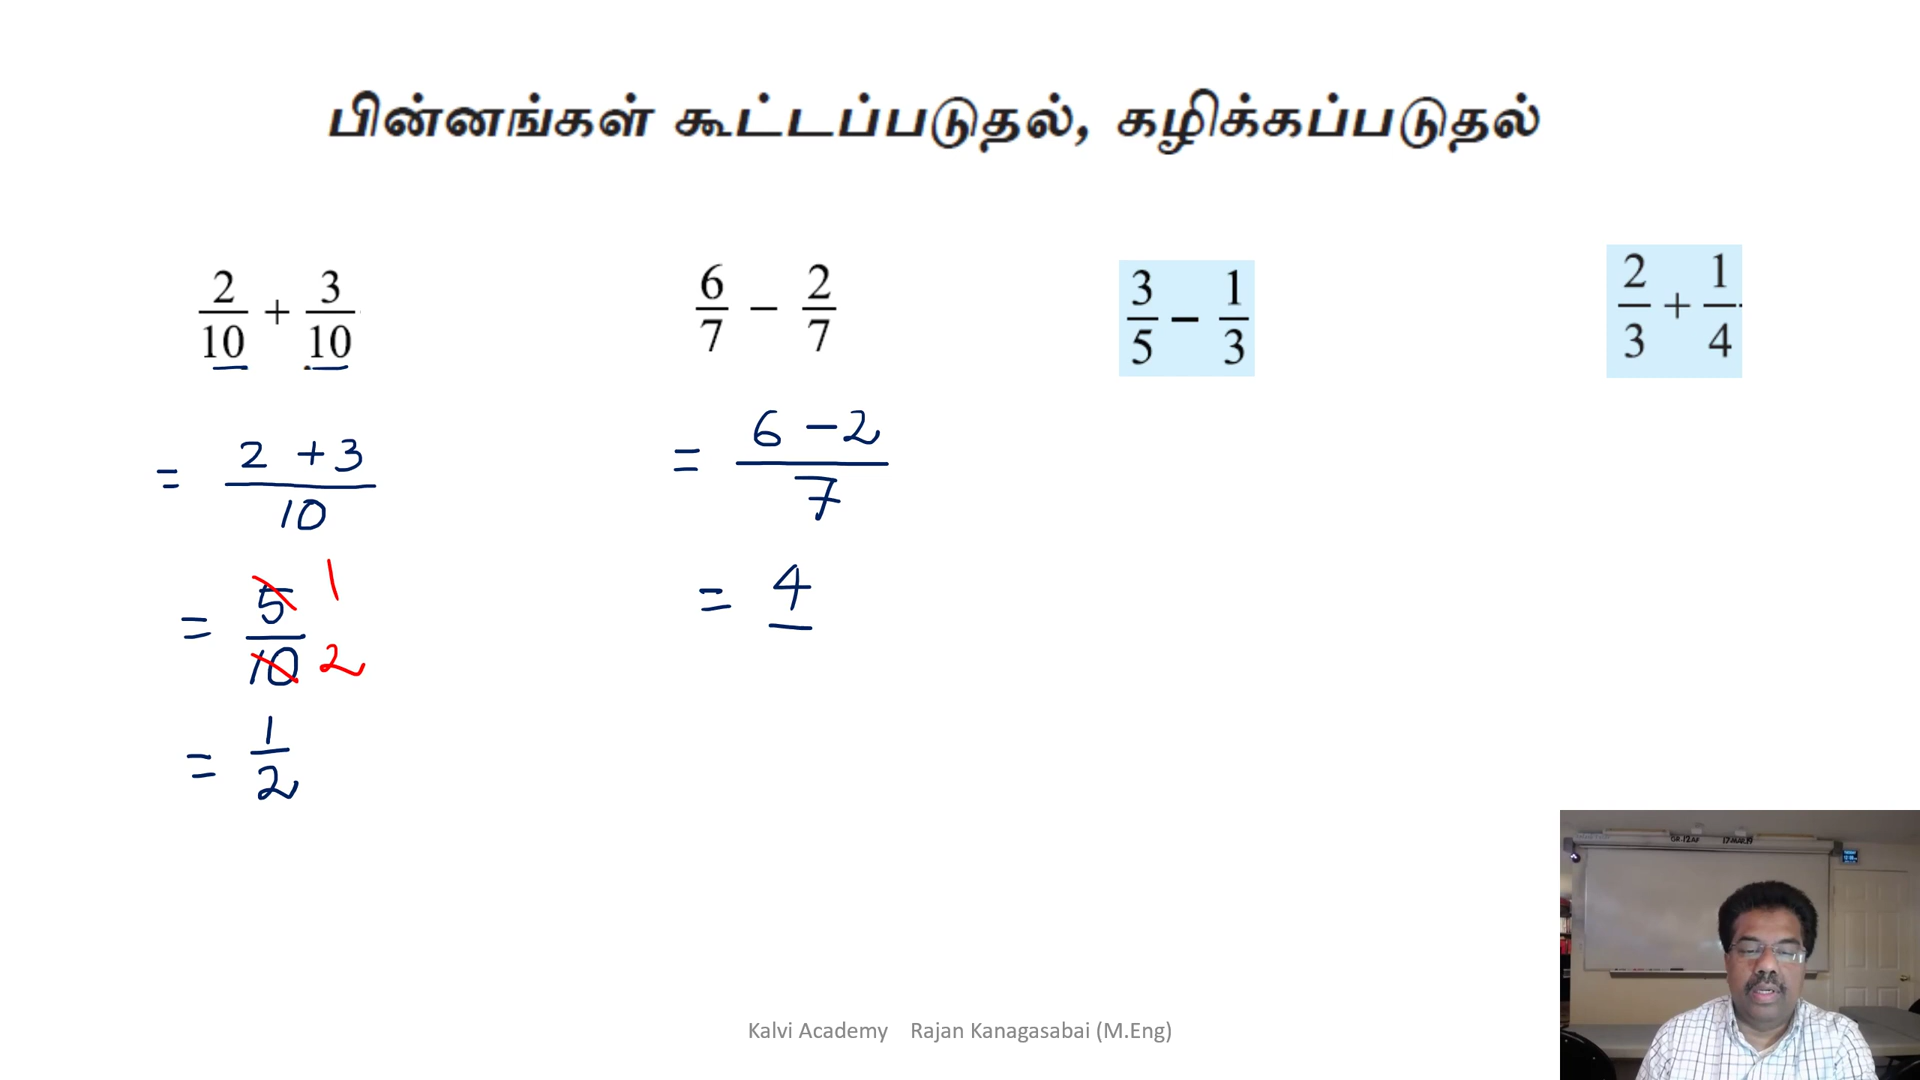 பின்னங்கள் கூட்டப்படுதல், கழிக்கப்படுதல்
2/10 + 3/10
= 2 + 3 / 10
= 5/10 1 2
= 1/2
6/7 − 2/7
= 6 − 2 / 7
= 4
3/5 − 1/3
2/3 + 1/4
Kalvi Academy Rajan Kanagasabai (M.Eng)